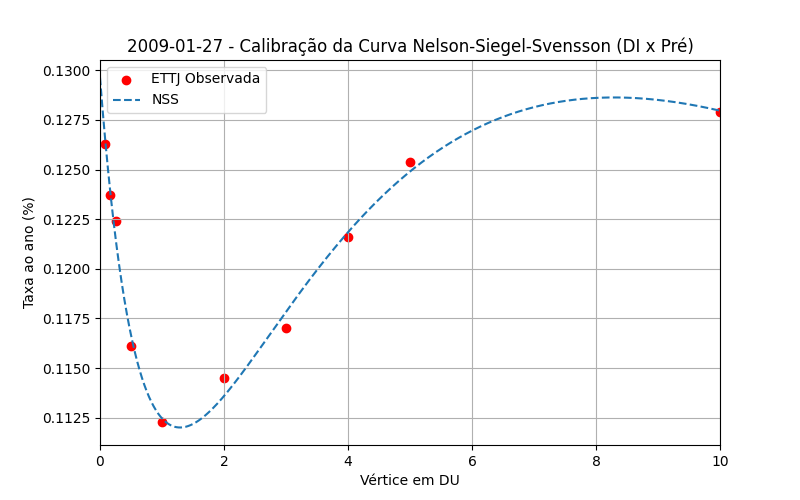 2009-01-27 - Calibração da Curva Nelson-Siegel-Svensson (DI x Pré)
ETTJ Observada
NSS
Taxa ao ano (%)
0.1300
0.1275
0.1250
0.1225
0.1200
0.1175
0.1150
0.1125
0 2 4 6 8 10
Vértice em DU